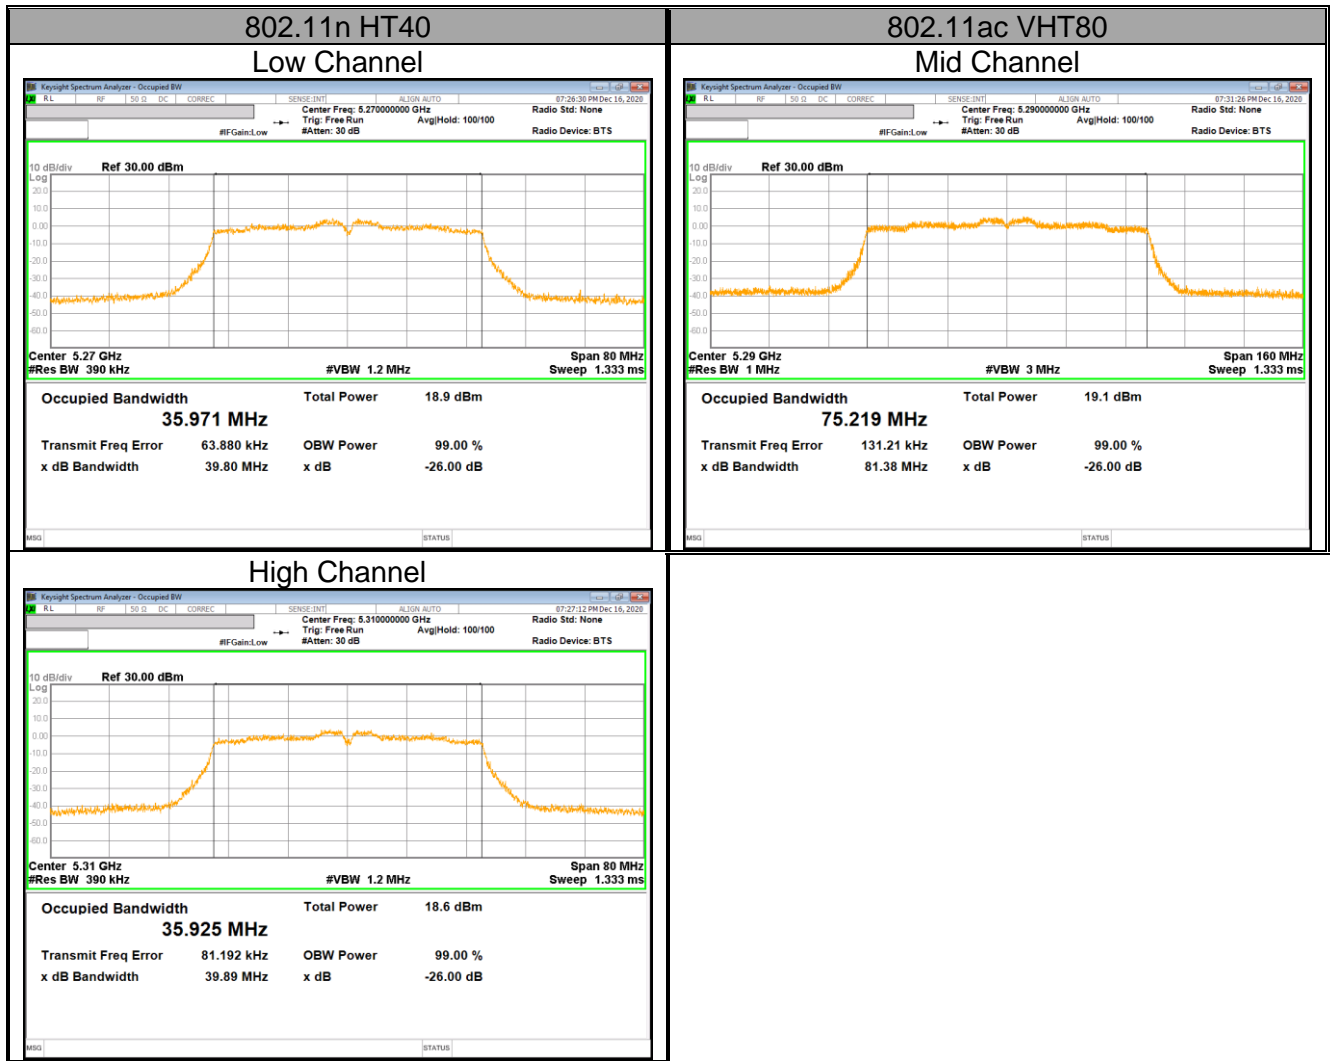 802.11n HT40
Low Channel
Keysight Spectrum Analyzer - Occupied BW
RL RF 50 Ω DC CORREC SENSE:INT ALIGN AUTO 07:26:30 PM Dec 16, 2020
Center Freq: 5.270000000 GHz Radio Std: None
Trig: Free Run Avg|Hold: 100/100
#IFGain:Low #Atten: 30 dB Radio Device: BTS
10 dB/div Ref 30.00 dBm
Log
20.0
10.0
0.00
-10.0
-20.0
-30.0
-40.0
-50.0
-60.0
Center 5.27 GHz Span 80 MHz
#Res BW 390 kHz #VBW 1.2 MHz Sweep 1.333 ms
Occupied Bandwidth Total Power 18.9 dBm
35.971 MHz
Transmit Freq Error 63.880 kHz OBW Power 99.00 %
x dB Bandwidth 39.80 MHz x dB -26.00 dB
MSG STATUS
802.11ac VHT80
Mid Channel
Keysight Spectrum Analyzer - Occupied BW
RL RF 50 Ω DC CORREC SENSE:INT ALIGN AUTO 07:31:26 PM Dec 16, 2020
Center Freq: 5.290000000 GHz Radio Std: None
Trig: Free Run Avg|Hold: 100/100
#IFGain:Low #Atten: 30 dB Radio Device: BTS
10 dB/div Ref 30.00 dBm
Log
20.0
10.0
0.00
-10.0
-20.0
-30.0
-40.0
-50.0
-60.0
Center 5.29 GHz Span 160 MHz
#Res BW 1 MHz #VBW 3 MHz Sweep 1.333 ms
Occupied Bandwidth Total Power 19.1 dBm
75.219 MHz
Transmit Freq Error 131.21 kHz OBW Power 99.00 %
x dB Bandwidth 81.38 MHz x dB -26.00 dB
MSG STATUS
High Channel
Keysight Spectrum Analyzer - Occupied BW
RL RF 50 Ω DC CORREC SENSE:INT ALIGN AUTO 07:27:12 PM Dec 16, 2020
Center Freq: 5.310000000 GHz Radio Std: None
Trig: Free Run Avg|Hold: 100/100
#IFGain:Low #Atten: 30 dB Radio Device: BTS
10 dB/div Ref 30.00 dBm
Log
20.0
10.0
0.00
-10.0
-20.0
-30.0
-40.0
-50.0
-60.0
Center 5.31 GHz Span 80 MHz
#Res BW 390 kHz #VBW 1.2 MHz Sweep 1.333 ms
Occupied Bandwidth Total Power 18.6 dBm
35.925 MHz
Transmit Freq Error 81.192 kHz OBW Power 99.00 %
x dB Bandwidth 39.89 MHz x dB -26.00 dB
MSG STATUS